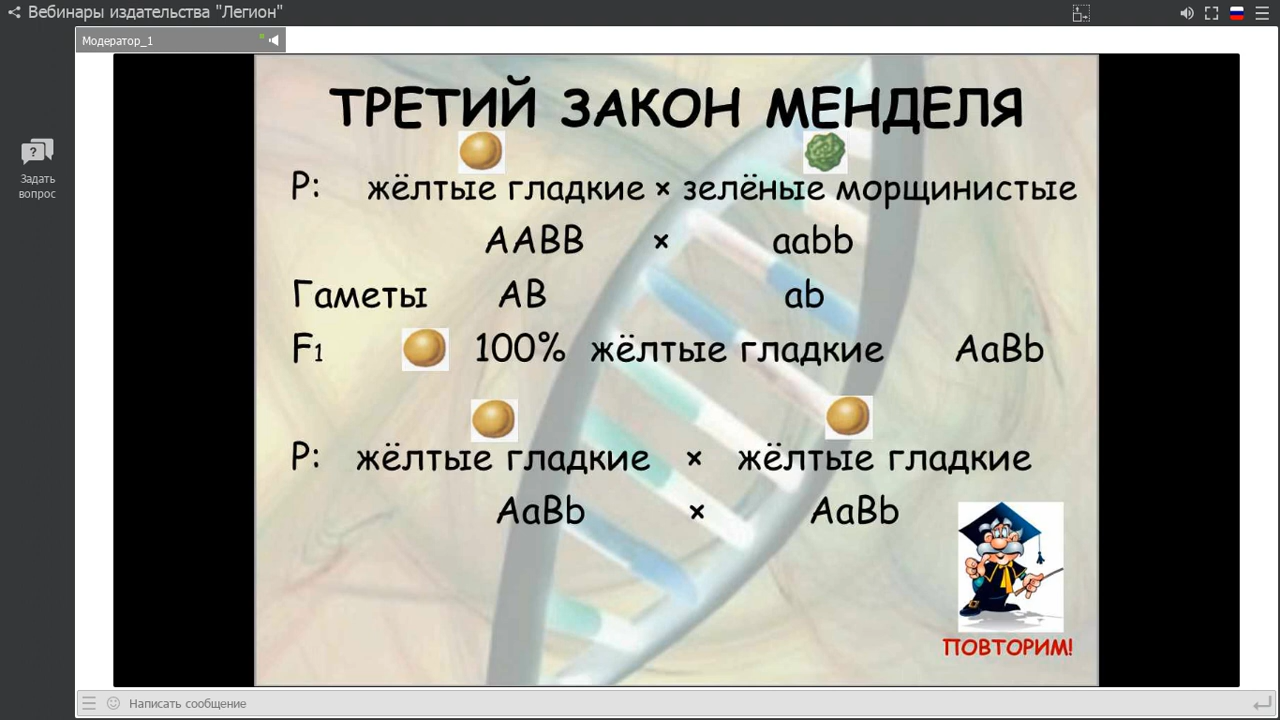 Вебинары издательства "Легион"
Модератор_1
Задать
вопрос
ТРЕТИЙ ЗАКОН МЕНДЕЛЯ
P: жёлтые гладкие × зелёные морщинистые
AABB × aabb
Гаметы AB ab
F1 100% жёлтые гладкие AaBb
P: жёлтые гладкие × жёлтые гладкие
AaBb × AaBb
ПОВТОРИМ!
Написать сообщение